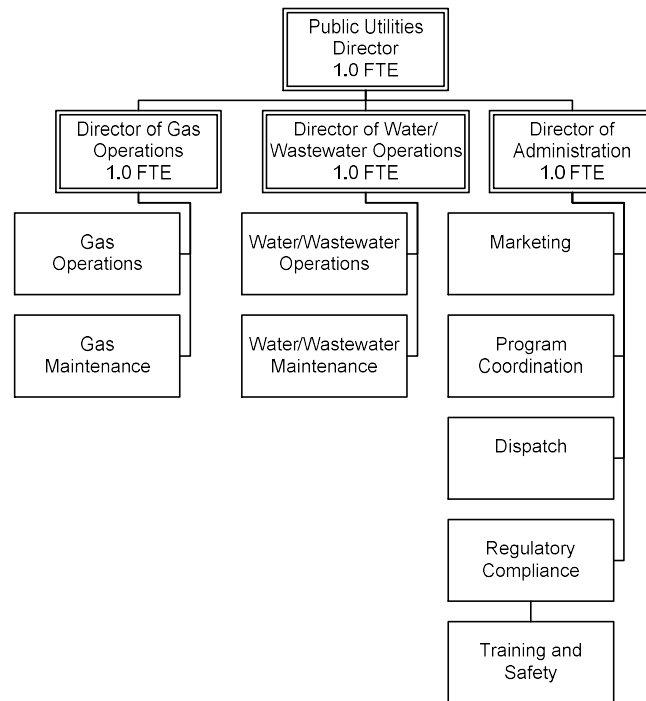 Public Utilities
Director
1.0 FTE
Director of Gas
Operations
1.0 FTE
Director of Water/
Wastewater Operations
1.0 FTE
Director of
Administration
1.0 FTE
Gas
Operations
Water/Wastewater
Operations
Marketing
Gas
Maintenance
Water/Wastewater
Maintenance
Program
Coordination
Dispatch
Regulatory
Compliance
Training and
Safety